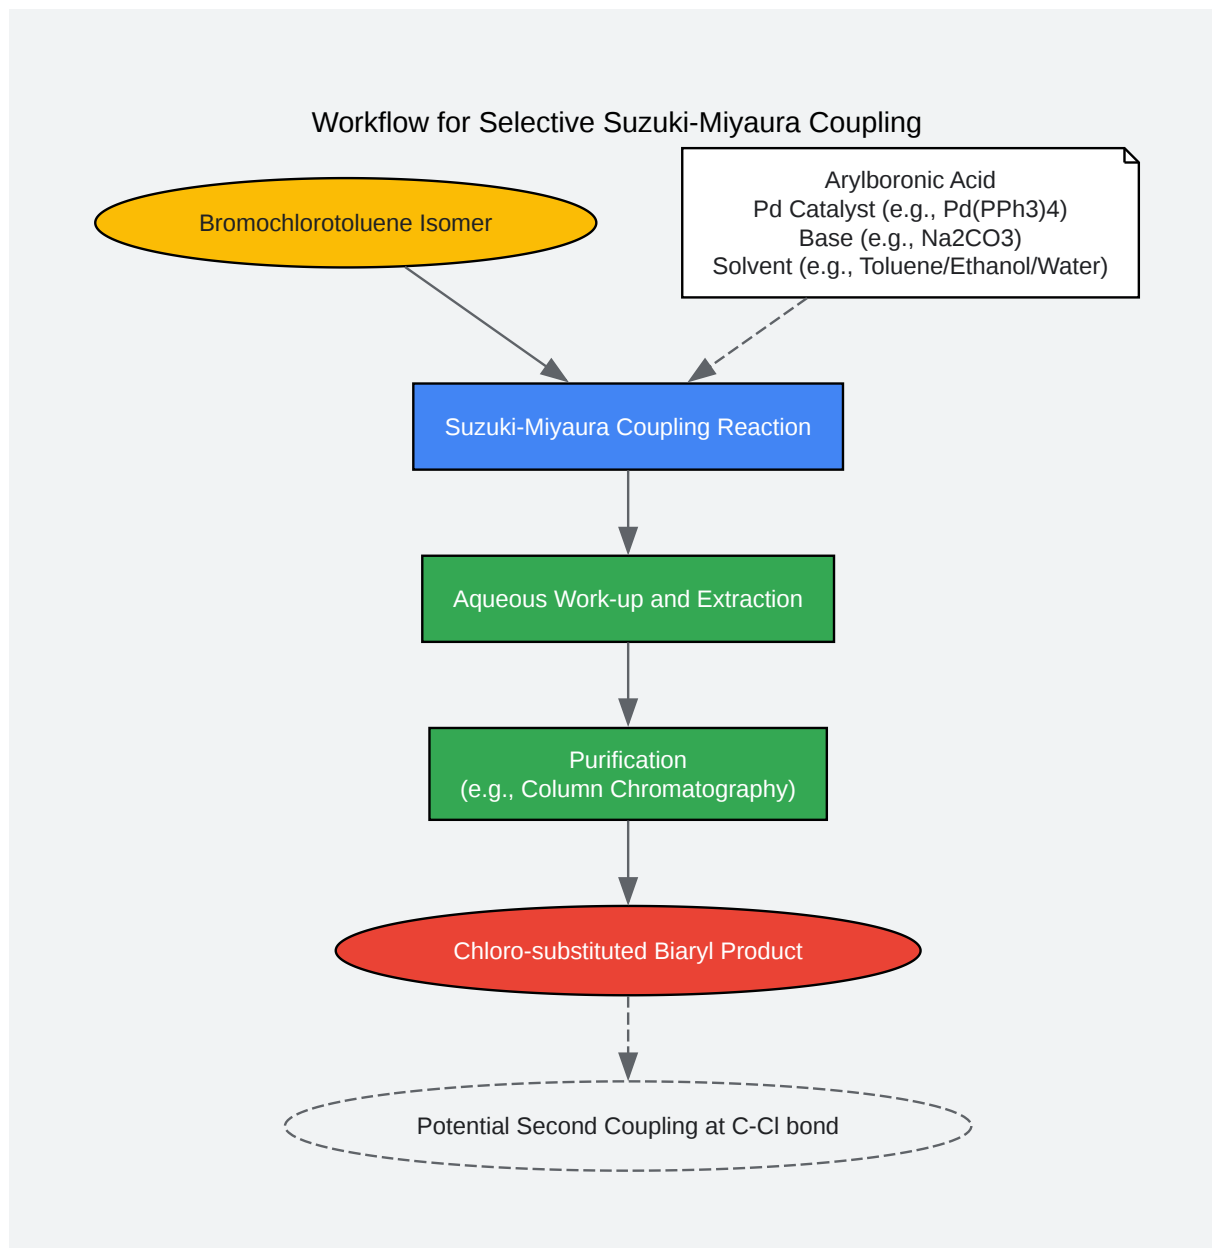 Workflow for Selective Suzuki-Miyaura Coupling
Bromochlorotoluene Isomer
Arylboronic Acid
Pd Catalyst (e.g., Pd(PPh3)4)
Base (e.g., Na2CO3)
Solvent (e.g., Toluene/Ethanol/Water)
Suzuki-Miyaura Coupling Reaction
Aqueous Work-up and Extraction
Purification
(e.g., Column Chromatography)
Chloro-substituted Biaryl Product
Potential Second Coupling at C-Cl bond